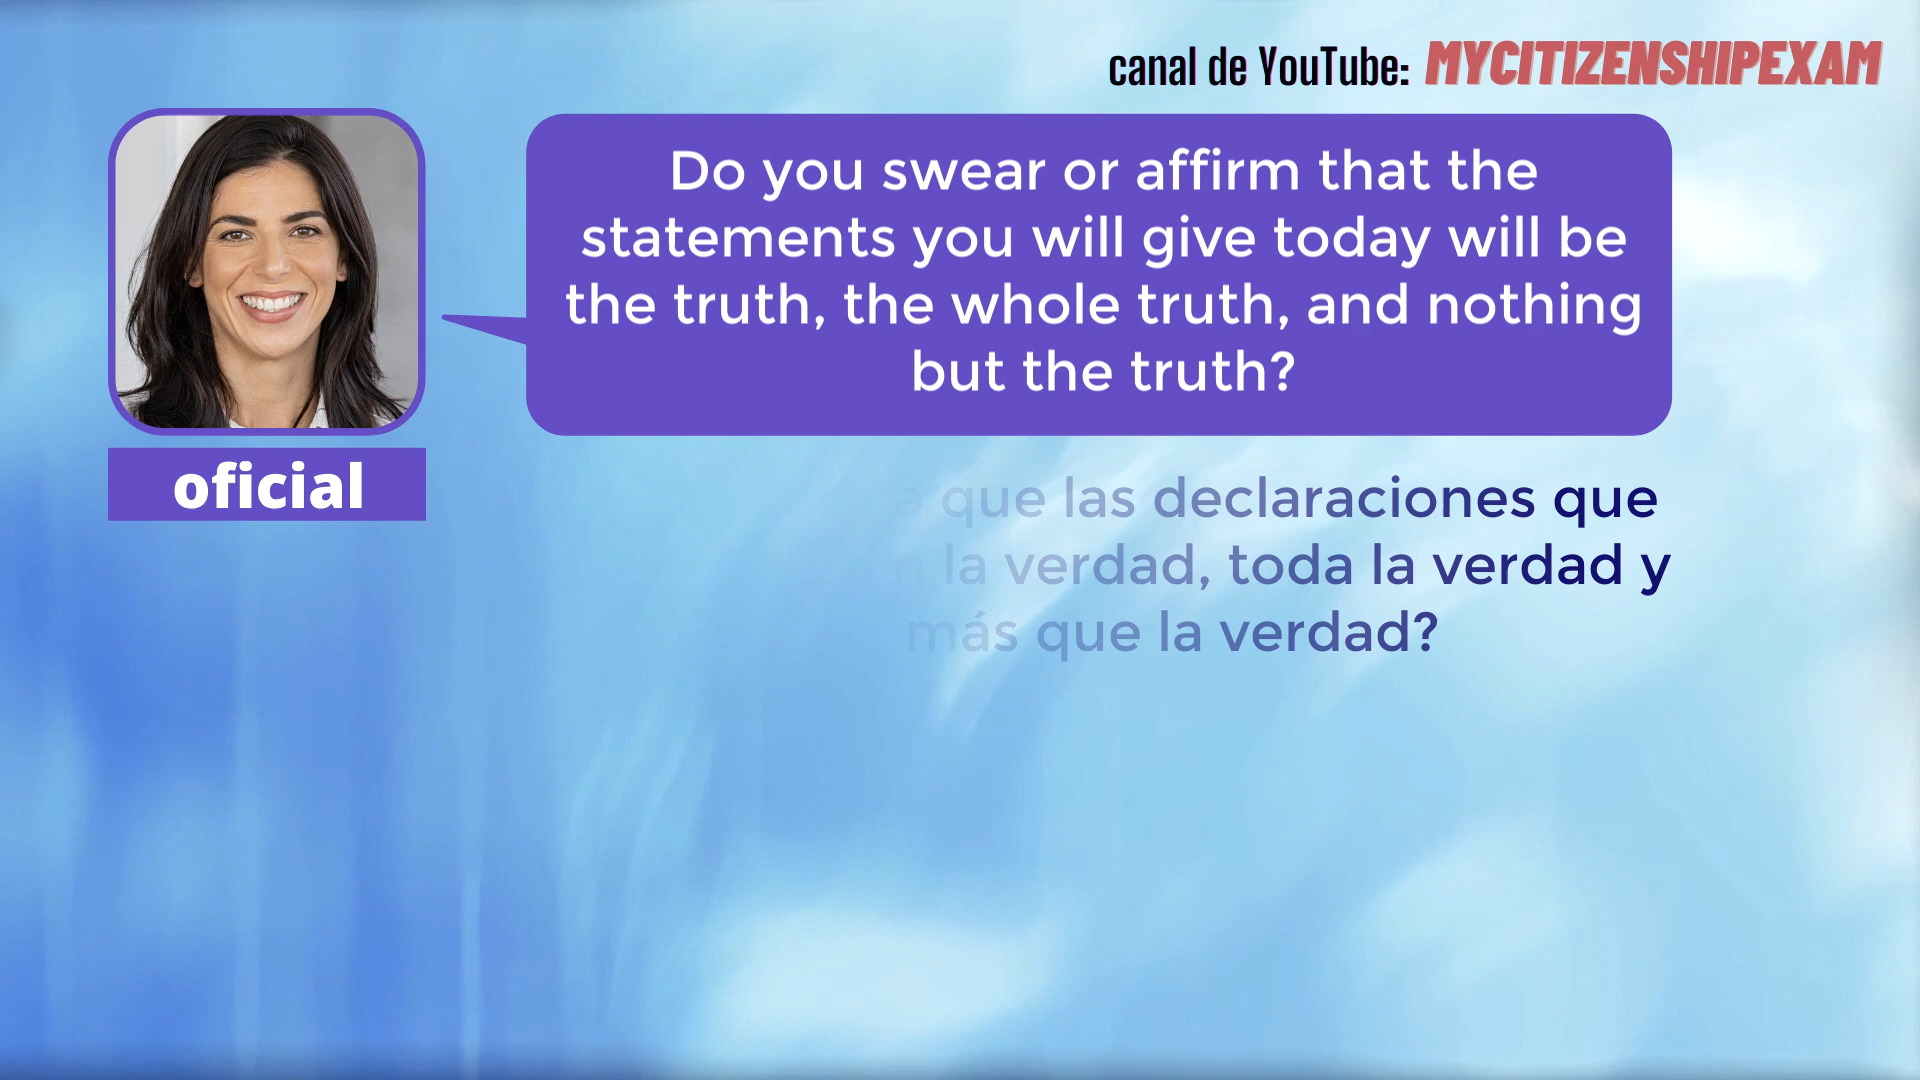 canal de YouTube: MYCITIZENSHIPEXAM
Do you swear or affirm that the
statements you will give today will be
the truth, the whole truth, and nothing
but the truth?
oficial
que las declaraciones que
la verdad, toda la verdad y
más que la verdad?